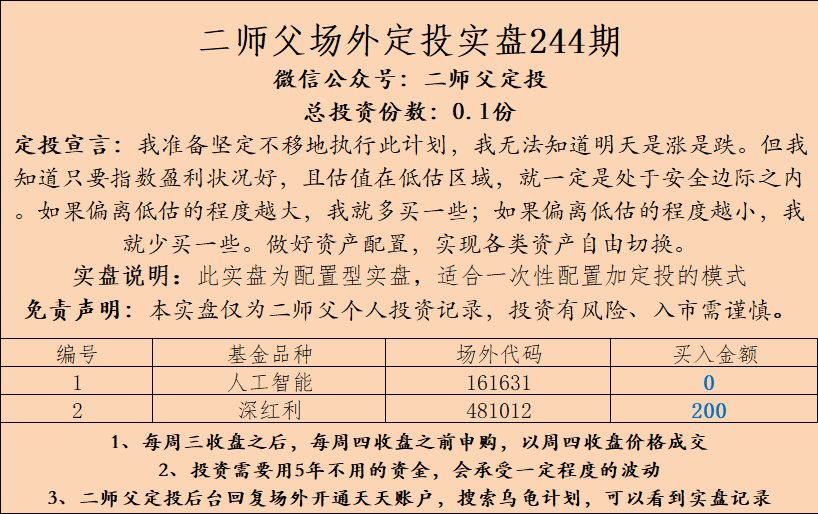 二师父场外定投实盘244期
微信公众号：二师父定投
总投资份数：0.1份
定投宣言：我准备坚定不移地执行此计划，我无法知道明天是涨是跌。但我
知道只要指数盈利状况好，且估值在低估区域，就一定是处于安全边际之内
。如果偏离低估的程度越大，我就多买一些；如果偏离低估的程度越小，我
就少买一些。做好资产配置，实现各类资产自由切换。
实盘说明：此实盘为配置型实盘，适合一次性配置加定投的模式
免责声明：本实盘仅为二师父个人投资记录，投资有风险、入市需谨慎。
编号 基金品种 场外代码 买入金额
1 人工智能 161631 0
2 深红利 481012 200
1、每周三收盘之后，每周四收盘之前申购，以周四收盘价格成交
2、投资需要用5年不用的资金，会承受一定程度的波动
3、二师父定投后台回复场外开通天天账户，搜索乌龟计划，可以看到实盘记录